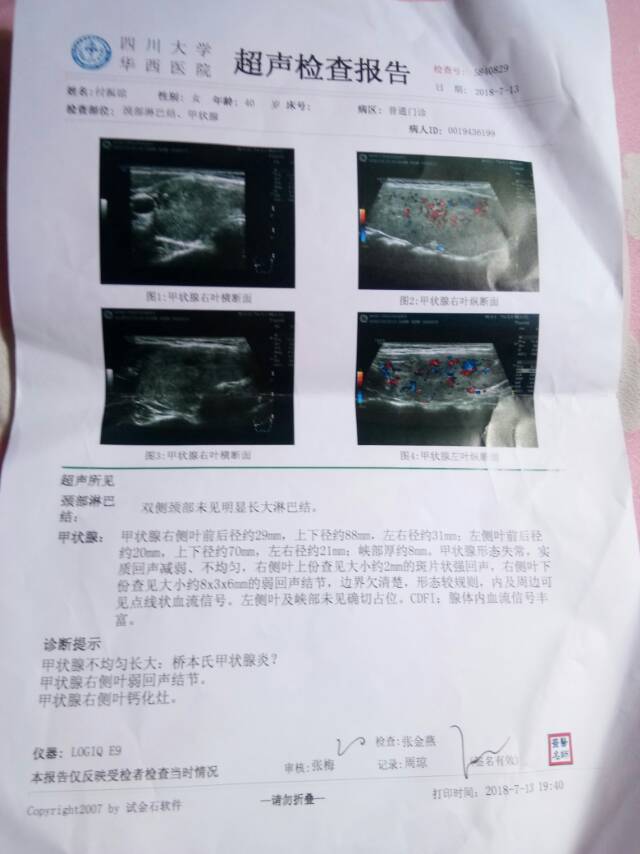 四川大学
华西医院
超声检查报告
检查号: 5840829
日 期: 2018-7-13
姓名:付振琼 性别: 女 年龄: 40 岁 床号: 病区: 普通门诊
检查部位: 颈部淋巴结、甲状腺
病人ID: 0019436199
图1:甲状腺右叶横断面
图2:甲状腺右叶纵断面
图3:甲状腺右叶横断面
图4:甲状腺左叶纵断面
超声所见
颈部淋巴结: 双侧颈部未见明显长大淋巴结。
甲状腺: 甲状腺右侧叶前后径约29mm,上下径约88mm,左右径约31mm;左侧叶前后径
约20mm,上下径约70mm,左右径约21mm;峡部厚约8mm。甲状腺形态失常,实
质回声减弱、不均匀,右侧叶上份查见大小约2mm的斑片状强回声,右侧叶下
份查见大小约8x3x6mm的弱回声结节,边界欠清楚,形态较规则,内及周边可
见点线状血流信号。左侧叶及峡部未见确切占位。CDFI:腺体内血流信号丰
富。
诊断提示
甲状腺不均匀长大:桥本氏甲状腺炎?
甲状腺右侧叶弱回声结节。
甲状腺右侧叶钙化灶。
仪器: LOGIQ E9
检查:张金燕
审核:张梅
记录:周琼
(签名有效)
本报告仅反映受检者检查当时情况
—请勿折叠—
打印时间: 2018-7-13 19:40
Copyright2007 by 试金石软件